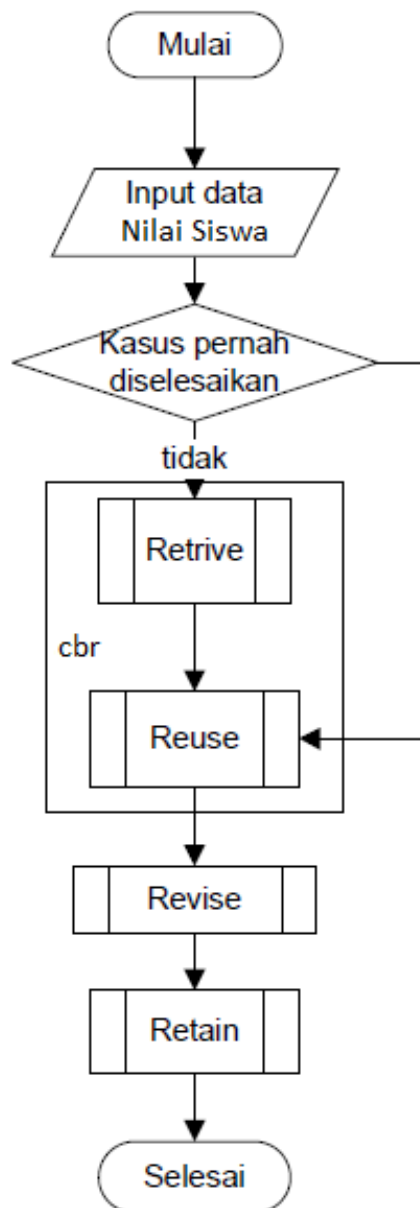 Mulai
Input data
Nilai Siswa
Kasus pernah
diselesaikan
tidak
Retrive
cbr
Reuse
Revise
Retain
Selesai